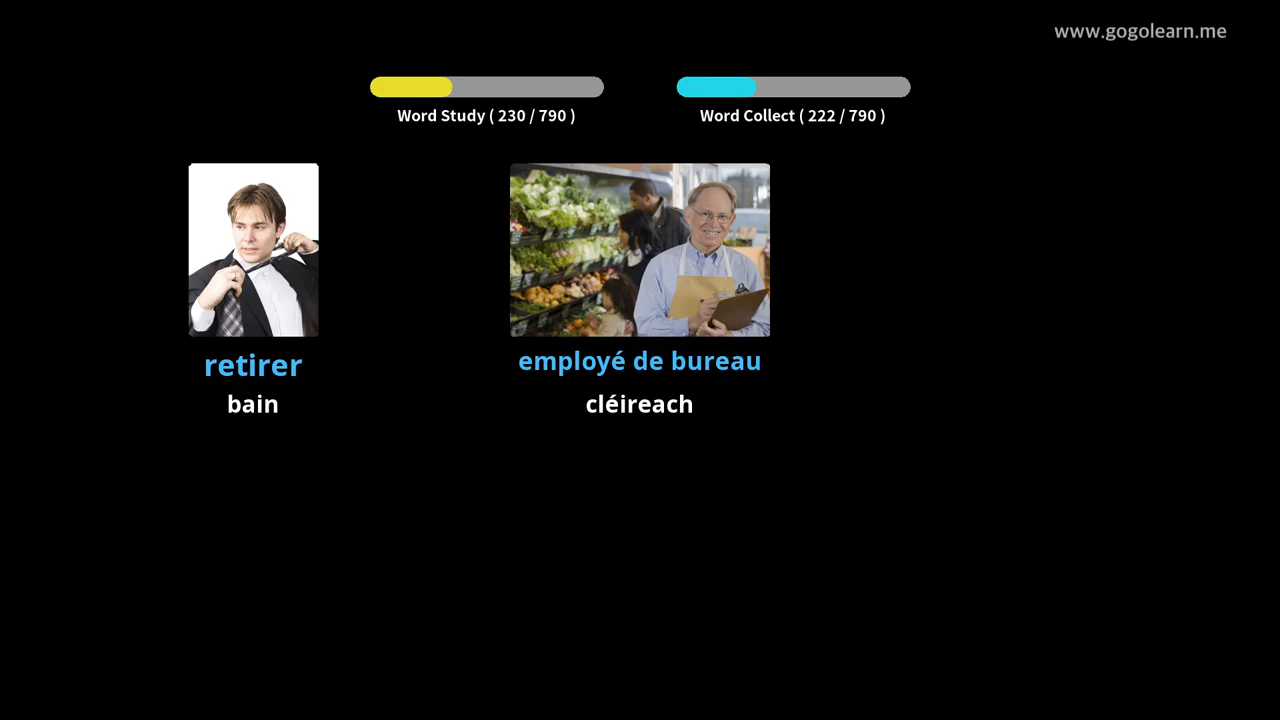 www.gogolearn.me
Word Study ( 230 / 790 )
Word Collect ( 222 / 790 )
retirer
bain
employé de bureau
cléireach